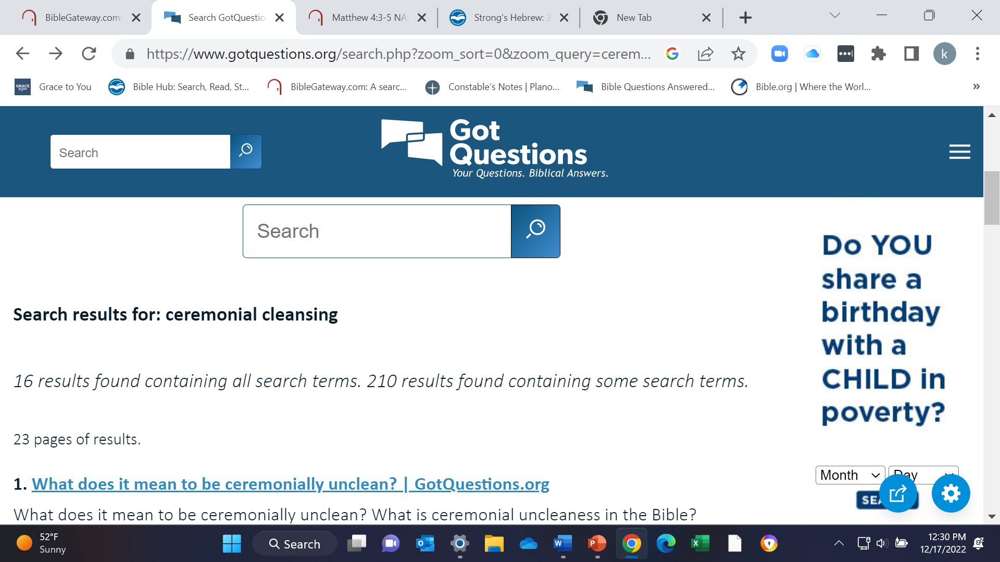 BibleGateway.com:
Search GotQuestio
Matthew 4:3-5 NA
Strong's Hebrew: 3
New Tab
https://www.gotquestions.org/search.php?zoom_sort=0&zoom_query=cerem...
k
GRACE
Grace to You
Bible Hub: Search, Read, St...
BibleGateway.com: A searc...
Constable's Notes | Plano...
Bible Questions Answered...
Bible.org | Where the Worl...
»
Search
Got
Questions
Your Questions. Biblical Answers.
Search
Do YOU
share a
birthday
with a
CHILD in
poverty?
Search results for: ceremonial cleansing
16 results found containing all search terms. 210 results found containing some search terms.
23 pages of results.
Month
Day
1. What does it mean to be ceremonially unclean? | GotQuestions.org
What does it mean to be ceremonially unclean? What is ceremonial uncleaness in the Bible?
52°F
Sunny
Search
12:30 PM
12/17/2022